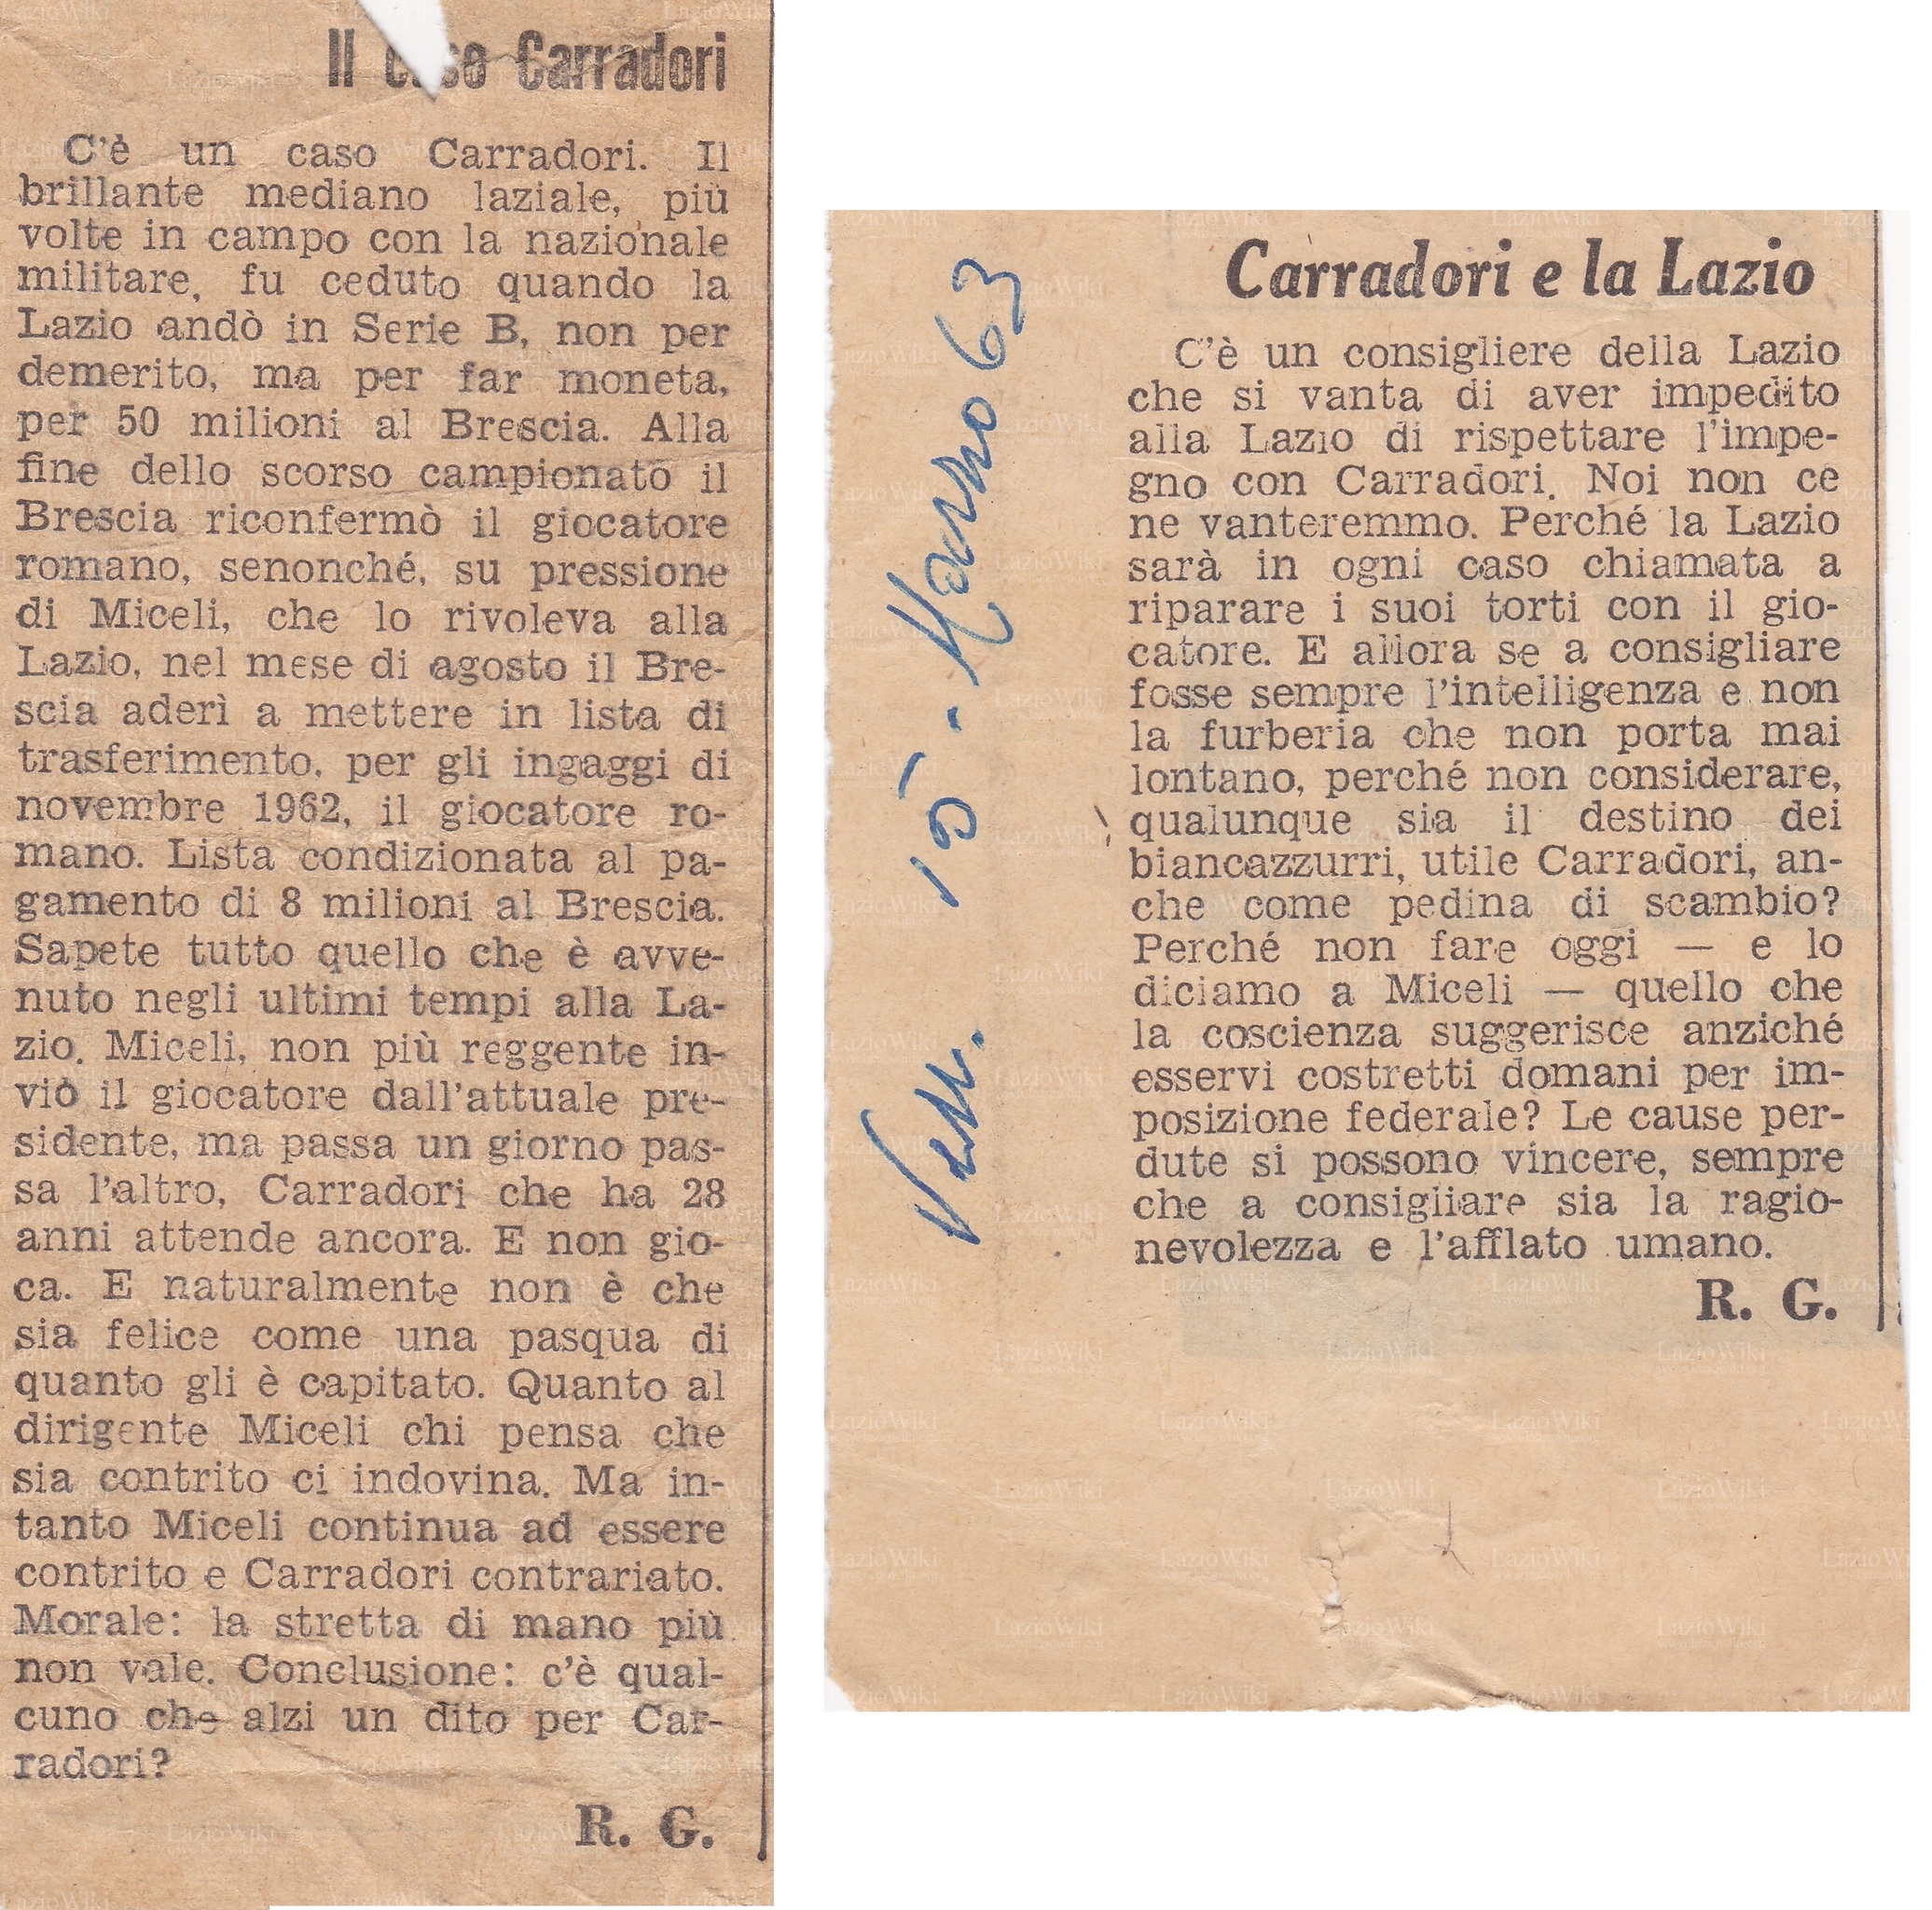 Il caso Carradori
C'è un caso Carradori. Il
brillante mediano laziale, più
volte in campo con la nazionale
militare, fu ceduto quando la
Lazio andò in Serie B, non per
demerito, ma per far moneta,
per 50 milioni al Brescia. Alla
fine dello scorso campionato il
Brescia riconfermò il giocatore
romano, senonché, su pressione
di Miceli, che lo rivoleva alla
Lazio, nel mese di agosto il Bre-
scia aderì a mettere in lista di
trasferimento, per gli ingaggi di
novembre 1962, il giocatore ro-
mano. Lista condizionata al pa-
gamento di 8 milioni al Brescia.
Sapete tutto quello che è avve-
nuto negli ultimi tempi alla La-
zio. Miceli, non più reggente in-
viò il giocatore dall'attuale pre-
sidente, ma passa un giorno pas-
sa l'altro, Carradori che ha 28
anni attende ancora. E non gio-
ca. E naturalmente non è che
sia felice come una pasqua di
quanto gli è capitato. Quanto al
dirigente Miceli chi pensa che
sia contrito ci indovina. Ma in-
tanto Miceli continua ad essere
contrito e Carradori contrariato.
Morale: la stretta di mano più
non vale. Conclusione: c'è qual-
cuno che alzi un dito per Car-
radori?
R. G.
15 - Marzo 63
Carradori e la Lazio
C'è un consigliere della Lazio
che si vanta di aver impedito
alla Lazio di rispettare l'impe-
gno con Carradori. Noi non ce
ne vanteremmo. Perché la Lazio
sarà in ogni caso chiamata a
riparare i suoi torti con il gio-
catore. E allora se a consigliare
fosse sempre l'intelligenza e non
la furberia che non porta mai
lontano, perché non considerare,
qualunque sia il destino dei
biancazzurri, utile Carradori, an-
che come pedina di scambio?
Perché non fare oggi — e lo
diciamo a Miceli — quello che
la coscienza suggerisce anziché
esservi costretti domani per im-
posizione federale? Le cause per-
dute si possono vincere, sempre
che a consigliare sia la ragio-
nevolezza e l'afflato umano.
R. G.
LazioWiki